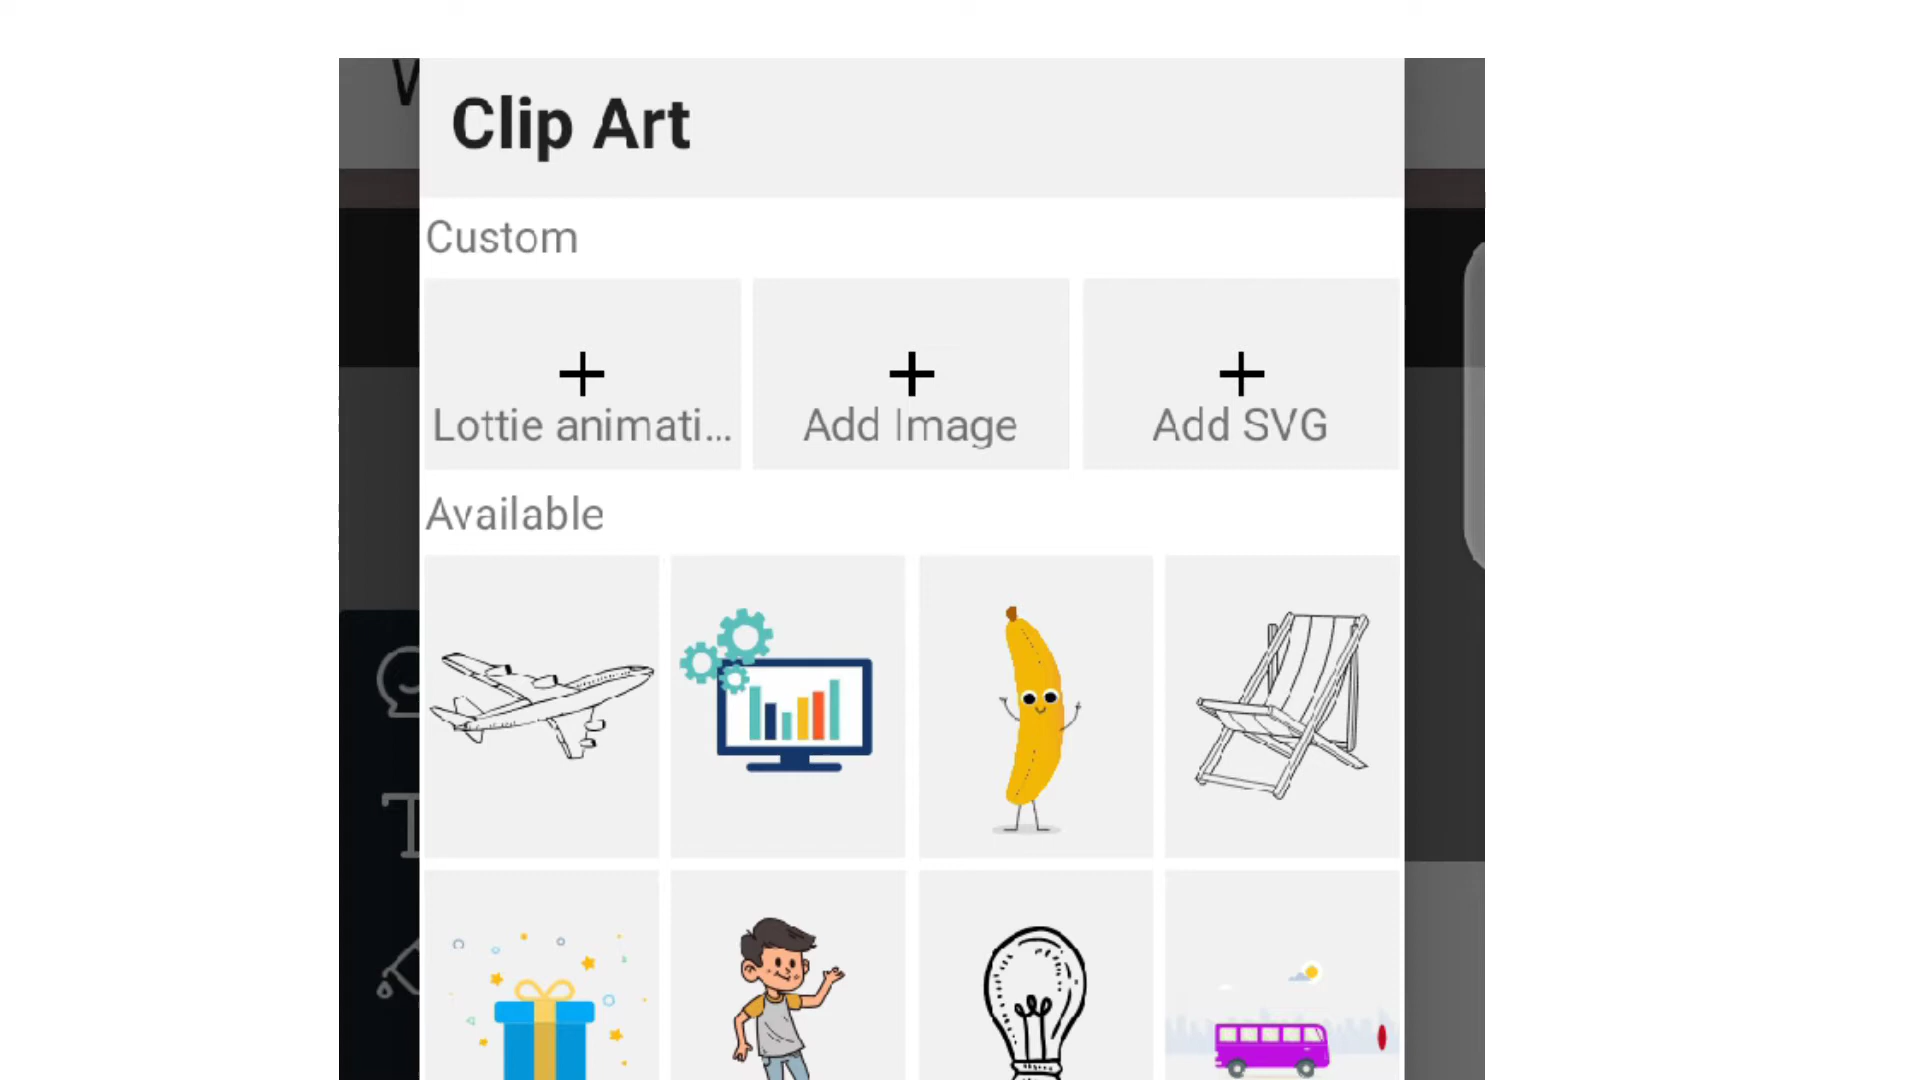 Clip Art
Custom
Lottie animati...
Add Image
Add SVG
Available